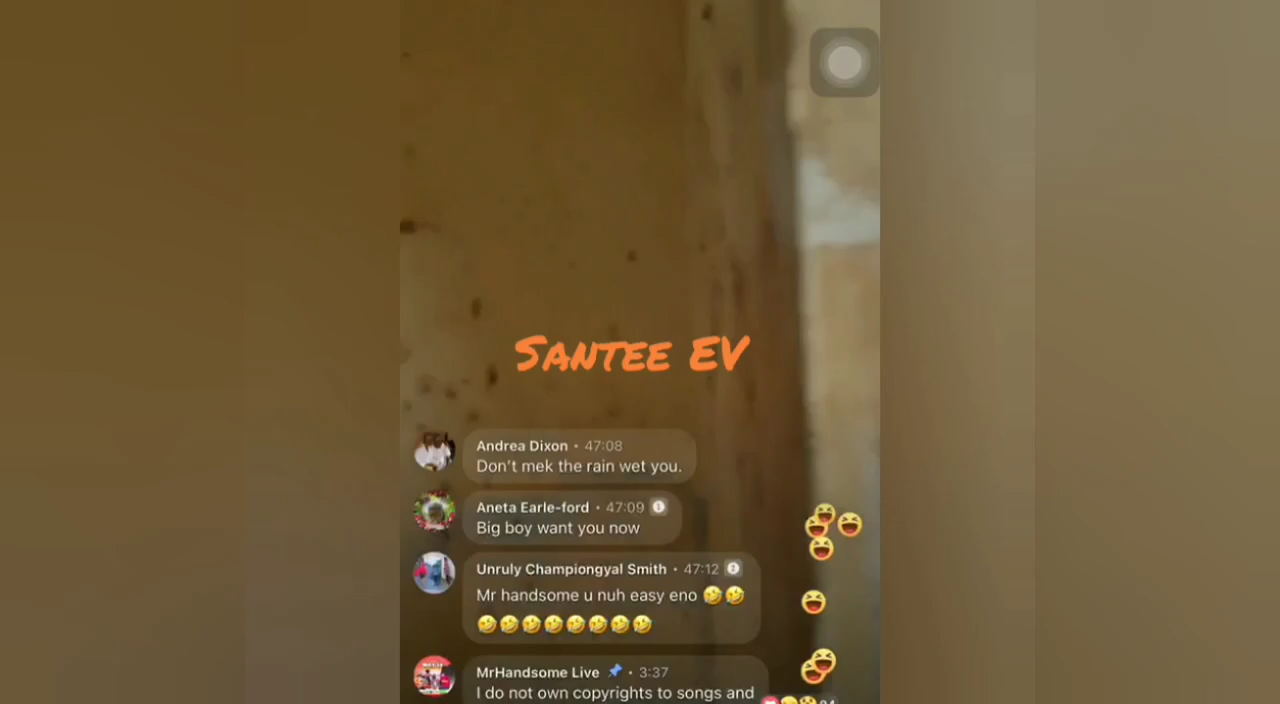 Santee EV
Andrea Dixon • 47:08
Don't mek the rain wet you.
Aneta Earle-ford • 47:09
Big boy want you now
Unruly Championgyal Smith • 47:12
Mr handsome u nuh easy eno 🤣🤣
🤣🤣🤣🤣🤣🤣🤣🤣
MrHandsome Live 📌 • 3:37
I do not own copyrights to songs and